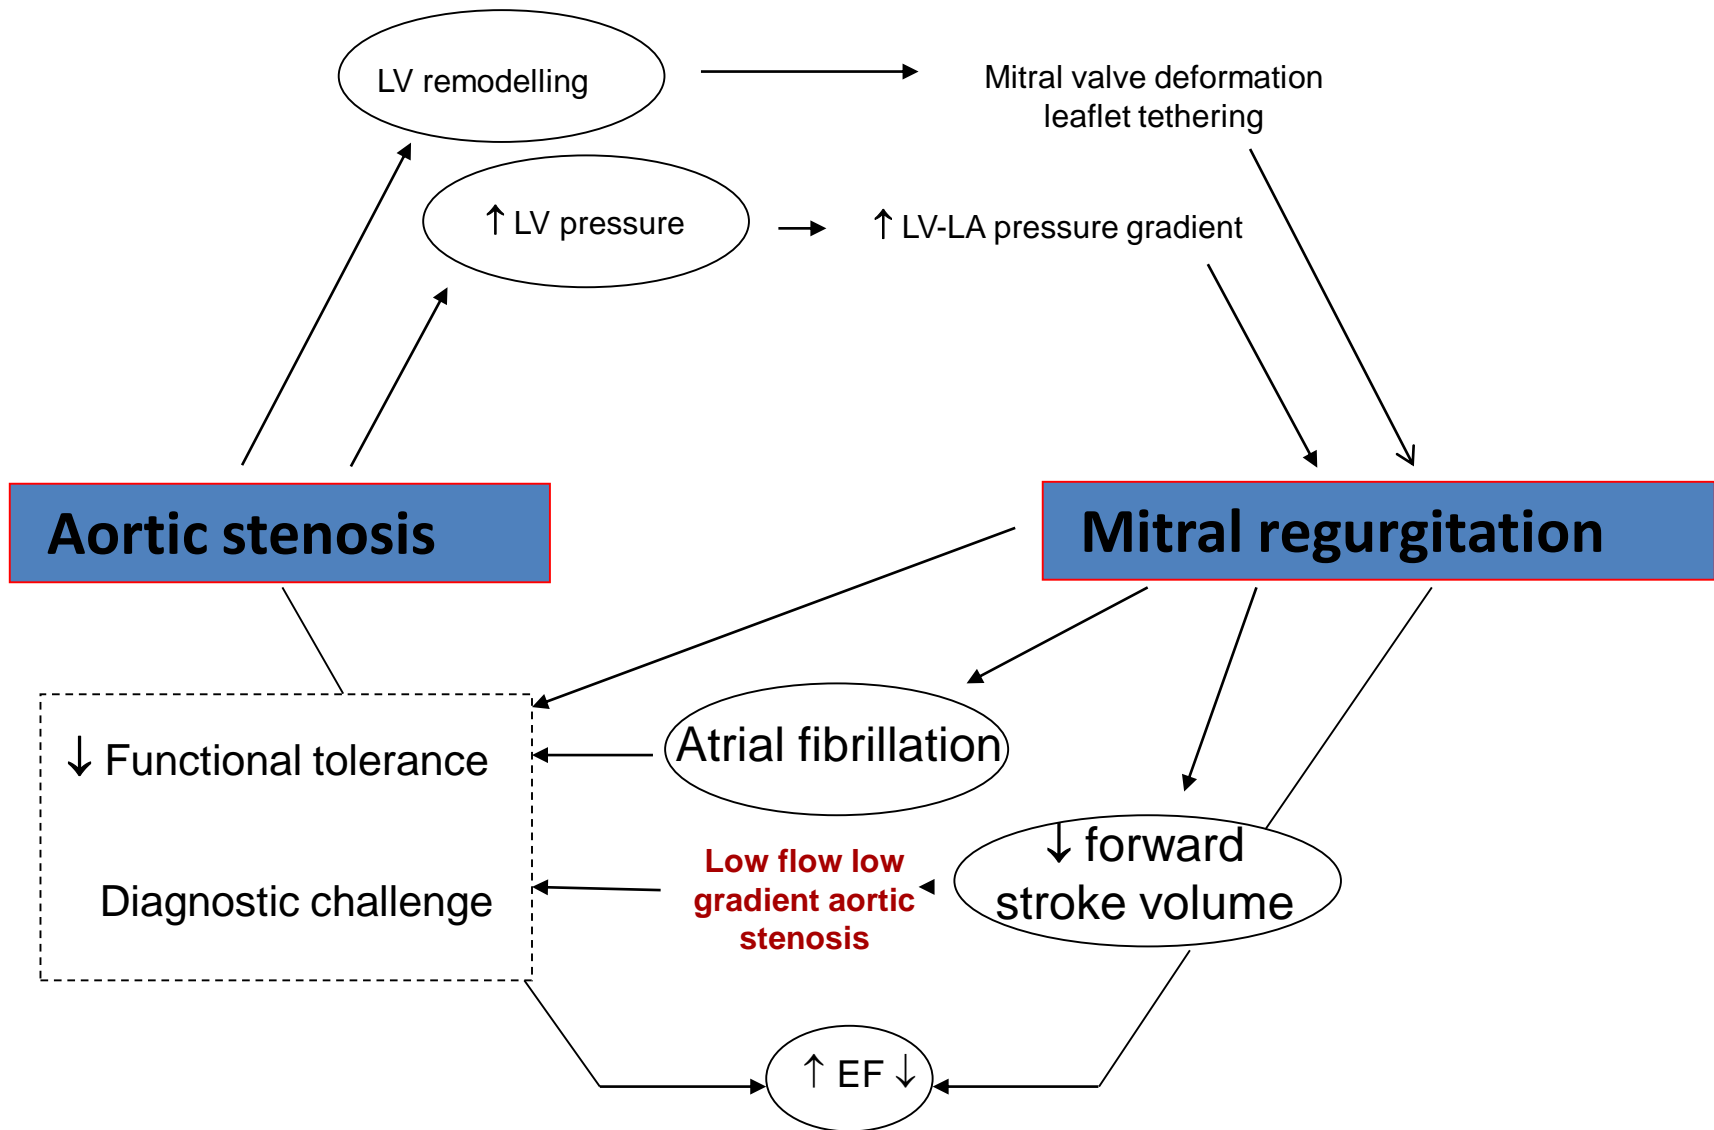 LV remodelling
Mitral valve deformation
leaflet tethering
↑ LV pressure
↑ LV-LA pressure gradient
Aortic stenosis
Mitral regurgitation
↓ Functional tolerance
Atrial fibrillation
Diagnostic challenge
Low flow low
gradient aortic
stenosis
↓ forward
stroke volume
↑ EF ↓